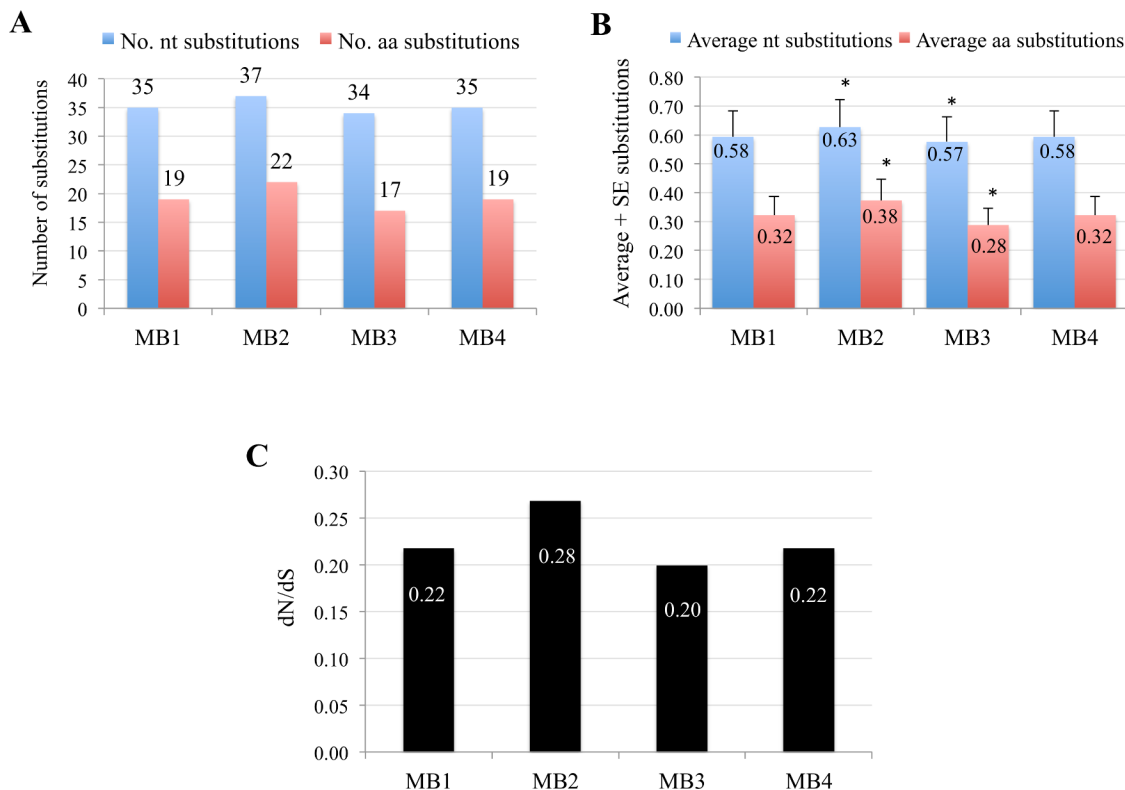 A
No. nt substitutions No. aa substitutions
Number of substitutions
40
35
30
25
20
15
10
5
0
35 19 37 22 34 17 35 19
MB1 MB2 MB3 MB4
B
Average nt substitutions Average aa substitutions
Average + SE substitutions
0.80
0.70
0.60
0.50
0.40
0.30
0.20
0.10
0.00
* * * *
0.58 0.32 0.63 0.38 0.57 0.28 0.58 0.32
MB1 MB2 MB3 MB4
C
dN/dS
0.30
0.25
0.20
0.15
0.10
0.05
0.00
0.22 0.28 0.20 0.22
MB1 MB2 MB3 MB4